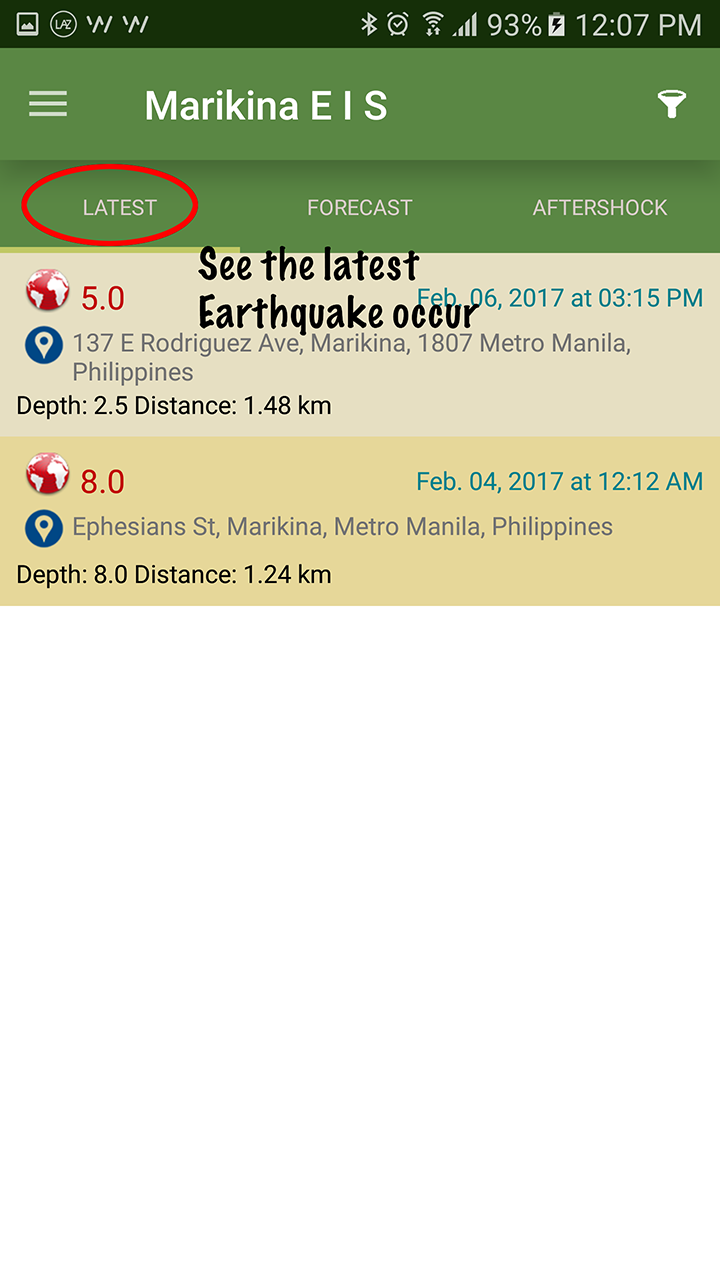 LAZ
93% 12:07 PM
Marikina E I S
LATEST FORECAST AFTERSHOCK
See the latest
Earthquake occur
5.0 Feb. 06, 2017 at 03:15 PM
137 E Rodriguez Ave, Marikina, 1807 Metro Manila,
Philippines
Depth: 2.5 Distance: 1.48 km
8.0 Feb. 04, 2017 at 12:12 AM
Ephesians St, Marikina, Metro Manila, Philippines
Depth: 8.0 Distance: 1.24 km